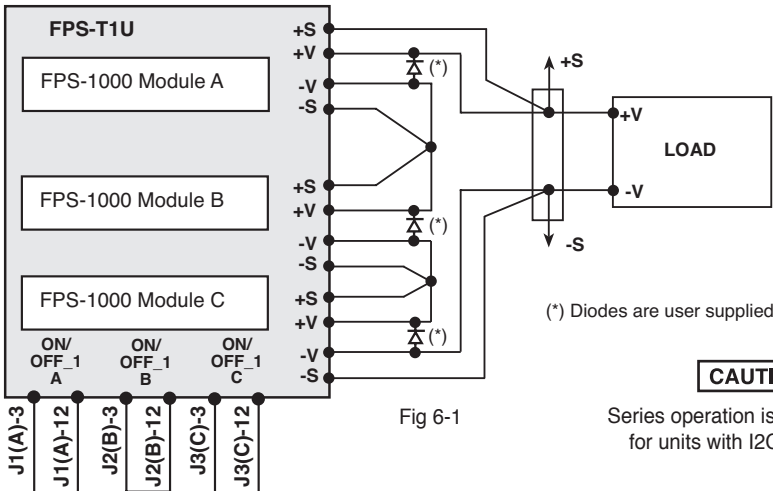 FPS-T1U
FPS-1000 Module A
FPS-1000 Module B
FPS-1000 Module C
+S
+V
-V
-S
+S
+V
-V
-S
+S
+V
-V
-S
(*)
(*)
(*)
+S
-S
+V
-V
LOAD
(*) Diodes are user supplied
ON/
OFF_1
A
ON/
OFF_1
B
ON/
OFF_1
C
J1(A)-3
J1(A)-12
J2(B)-3
J2(B)-12
J3(C)-3
J3(C)-12
Fig 6-1
CAUTI
Series operation is
for units with I2C